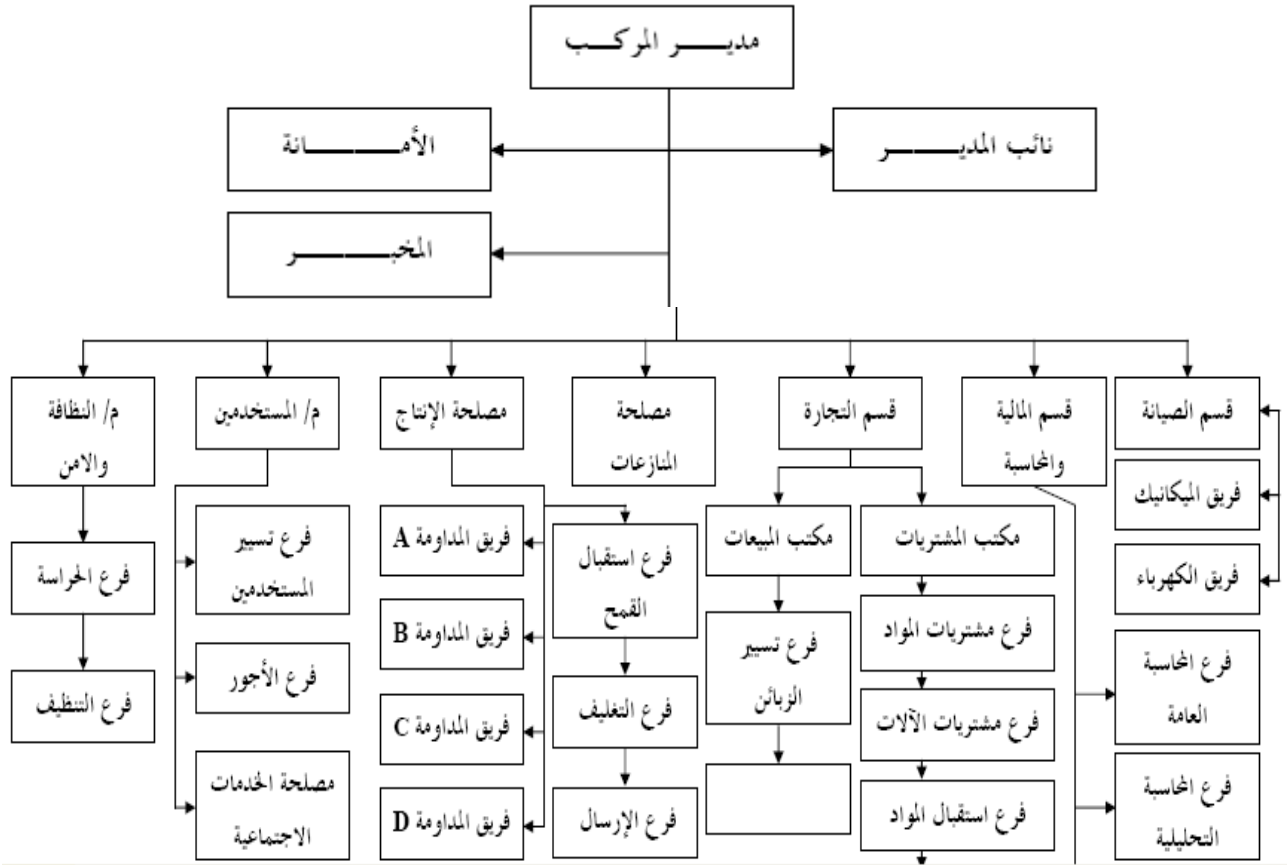 مديـــــر المركـــب
نائب المديـــــــر
الأمـــــــــانة
المخبـــــــــر
قسم الصيانة
قسم المالية
والمحاسبة
قسم التجارة
مصلحة
المنازعات
مصلحة الإنتاج
م/ المستخدمين
م/ النظافة
والامن
فريق الميكانيك
فريق الكهرباء
فرع المحاسبة
العامة
فرع المحاسبة
التحليلية
مكتب المشتريات
فرع مشتريات المواد
فرع مشتريات الآلات
فرع استقبال المواد
مكتب المبيعات
فرع تسيير
الزبائن
فرع استقبال
القمح
فرع التغليف
فرع الإرسال
فريق المداومة A
فريق المداومة B
فريق المداومة C
فريق المداومة D
فرع تسيير
المستخدمين
فرع الأجور
مصلحة الخدمات
الاجتماعية
فرع الحراسة
فرع التنظيف